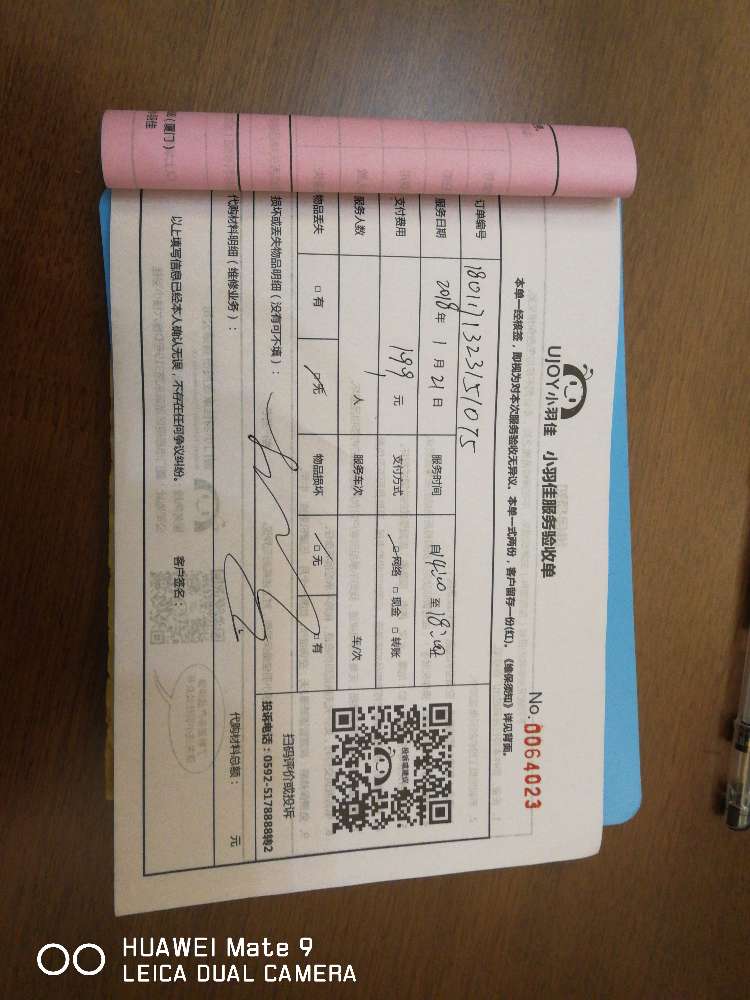 UJOY小羽佳 小羽佳服务验收单
No.0064023
本单一经被签,即视为对本次服务验收无异议。本单一式两份,客户留存一份(红)。《维保须知》详见背面。
订单编号 1801171323151075
服务日期 2018年 1月 21日 服务时间 自14:00至18:00
支付费用 199 元 支付方式 □网络 □现金 □转账
服务人数 人 服务车次 车/次
物品丢失 □有 □无 物品损坏 □无 □有
投诉或建议
扫码评价或投诉
投诉电话:0592-5178888转2
损坏或丢失物品明细(没有可不填):
代购材料明细(维修业务): 代购材料总额: 元
以上填写信息已经本人确认无误,不存在任何争议纠纷。 客户签名:
(厦门)
羽佳
HUAWEI Mate 9
LEICA DUAL CAMERA